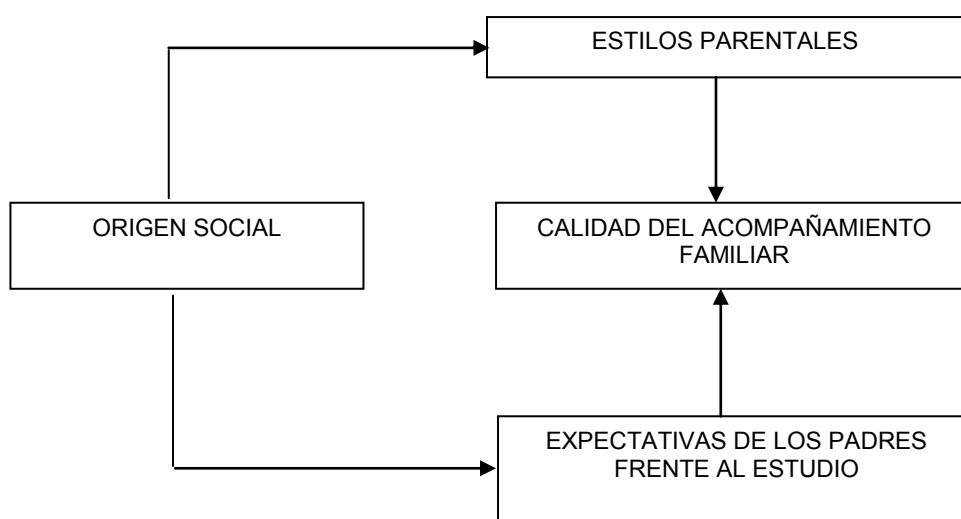 ESTILOS PARENTALES
ORIGEN SOCIAL
CALIDAD DEL ACOMPAÑAMIENTO
FAMILIAR
EXPECTATIVAS DE LOS PADRES
FRENTE AL ESTUDIO